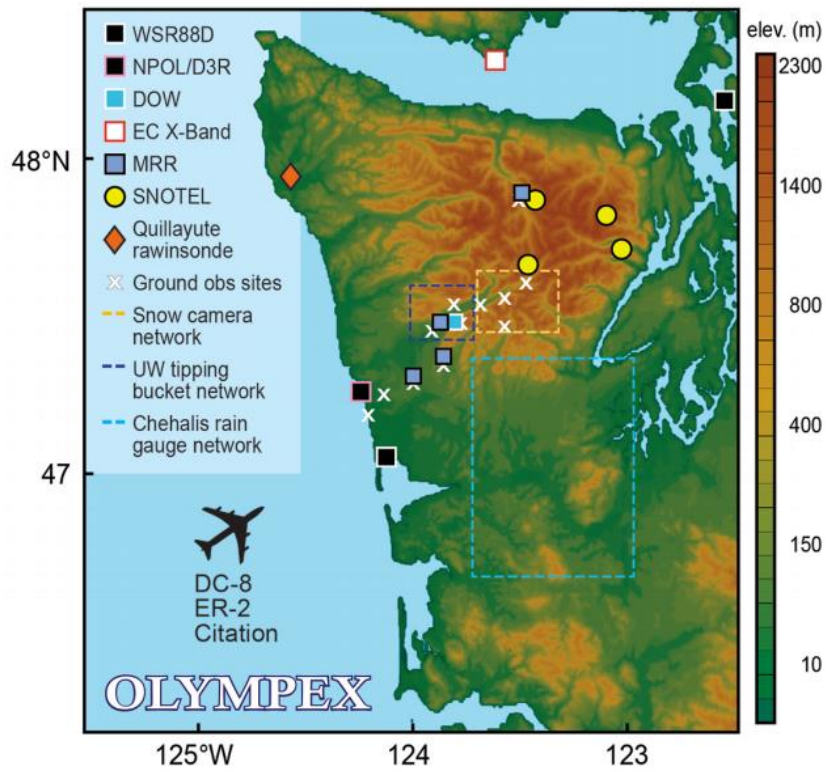 WSR88D
NPOL/D3R
DOW
EC X-Band
MRR
SNOTEL
Quillayute
rawinsonde
x Ground obs sites
Snow camera
network
UW tipping
bucket network
Chehalis rain
gauge network
DC-8
ER-2
Citation
OLYMPEX
48°N
47
125°W
124
123
elev. (m)
2300
1400
800
400
150
10